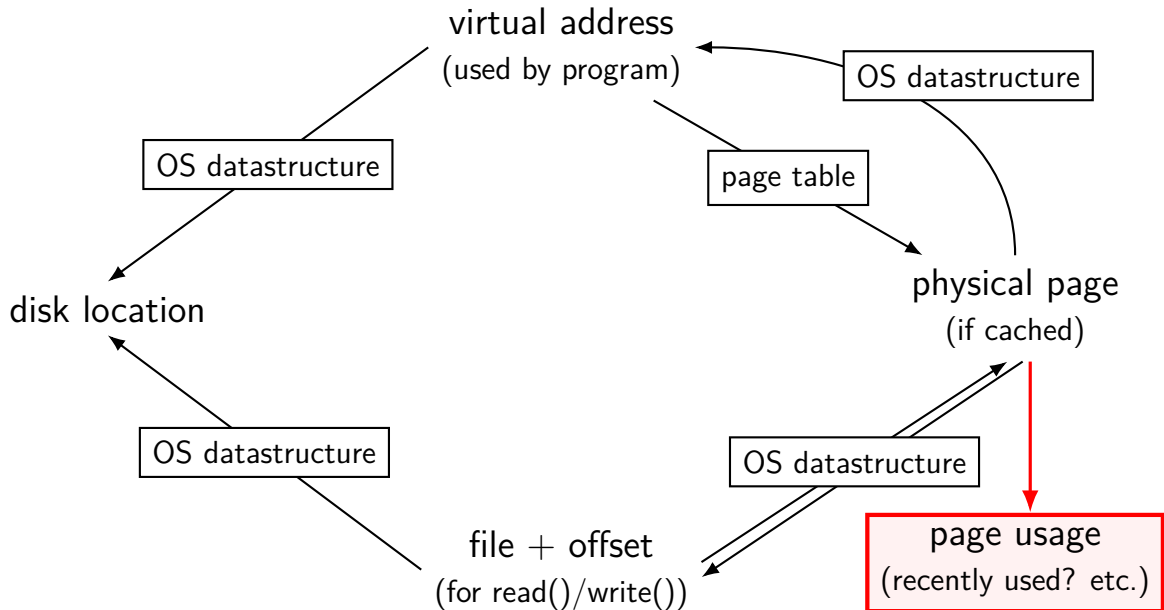 virtual address
(used by program)
OS datastructure
OS datastructure
page table
physical page
(if cached)
disk location
OS datastructure
OS datastructure
file + offset
(for read()/write())
page usage
(recently used? etc.)